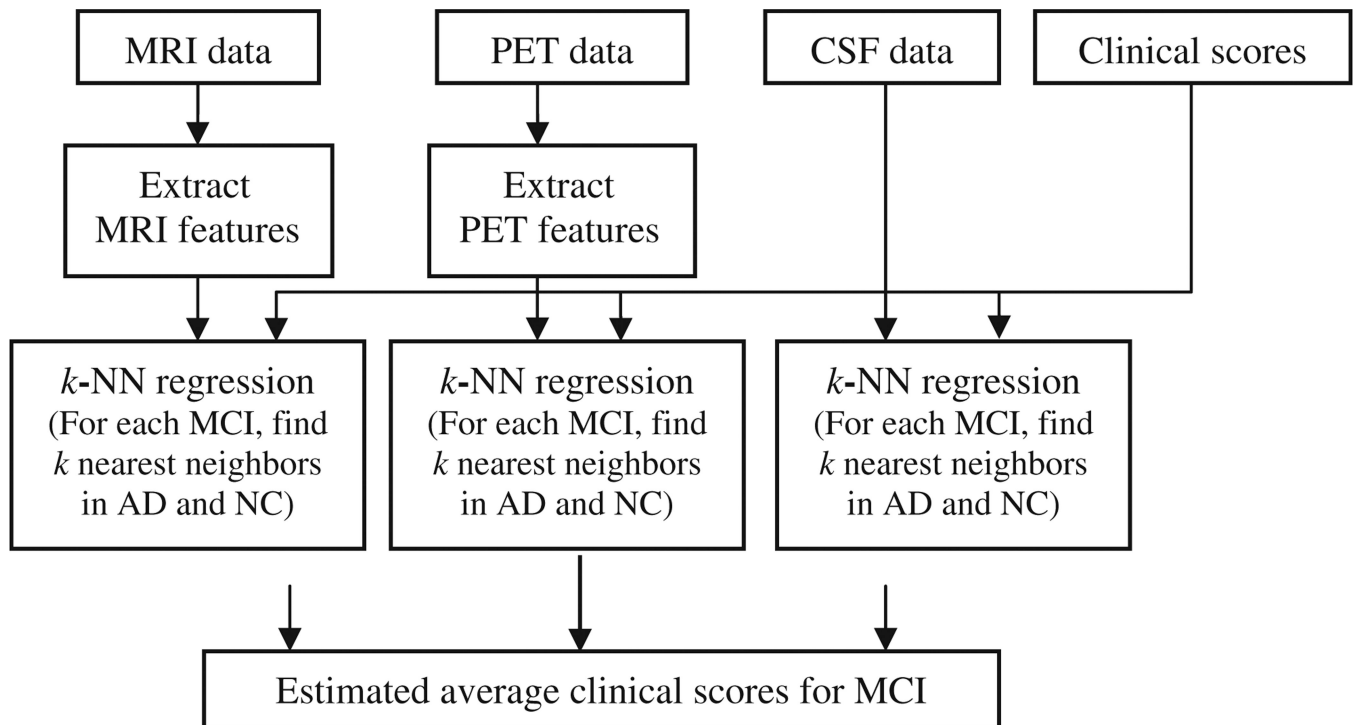 MRI data
PET data
CSF data
Clinical scores
Extract
MRI features
Extract
PET features
k-NN regression
(For each MCI, find
k nearest neighbors
in AD and NC)
k-NN regression
(For each MCI, find
k nearest neighbors
in AD and NC)
k-NN regression
(For each MCI, find
k nearest neighbors
in AD and NC)
Estimated average clinical scores for MCI